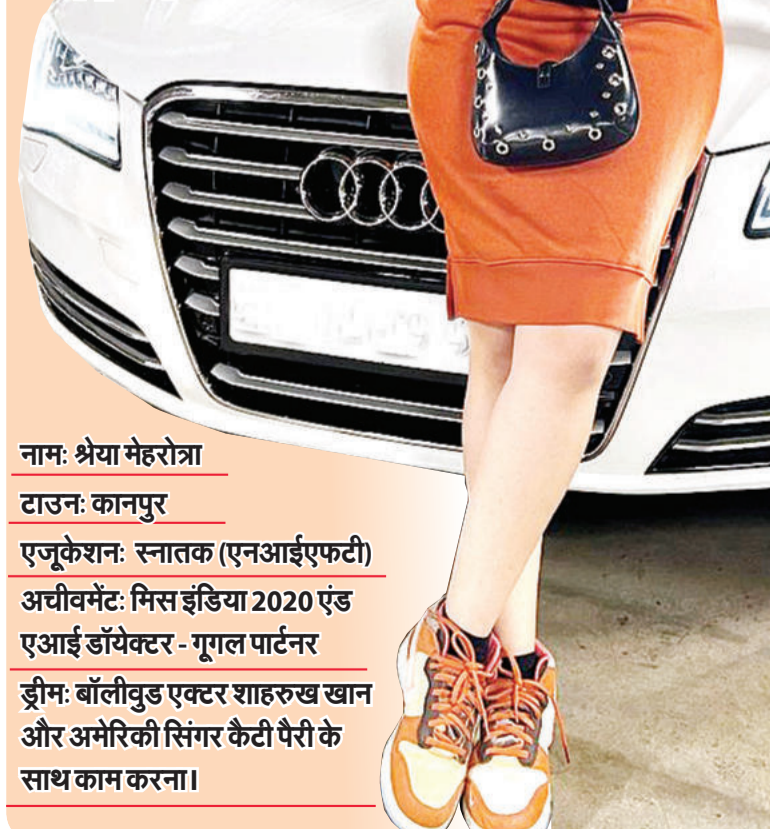 नामः श्रेया मेहरोत्रा
टाउनः कानपुर
एजूकेशनः स्नातक (एनआईएफटी)
अचीवमेंटः मिस इंडिया 2020 एंड
एआई डॉयेक्टर - गूगल पार्टनर
ड्रीमः बॉलीवुड एक्टर शाहरुख खान
और अमेरिकी सिंगर कैटी पैरी के
साथ काम करना।